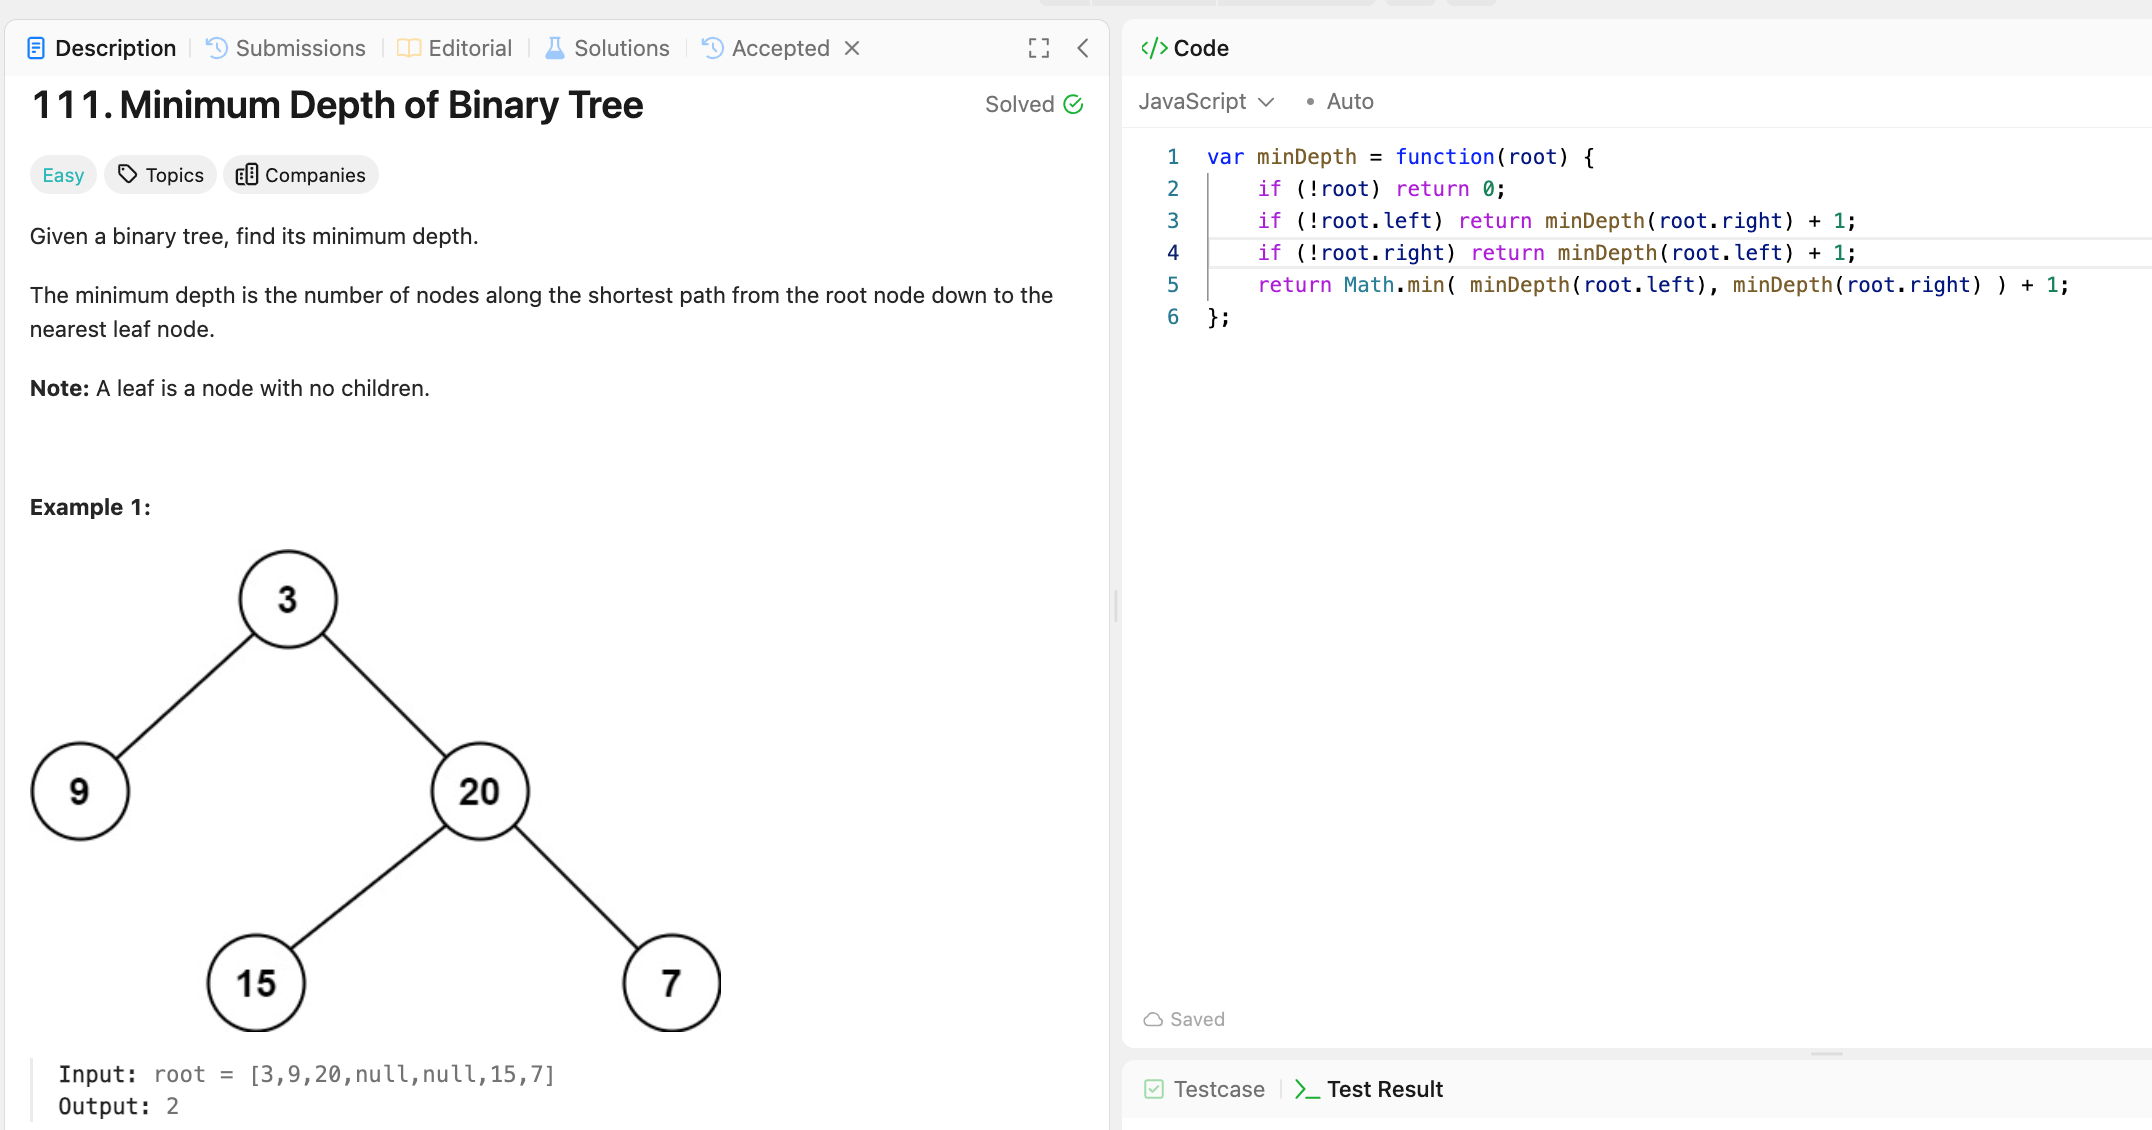 Description
Submissions
Editorial
Solutions
Accepted
111. Minimum Depth of Binary Tree
Solved
Easy
Topics
Companies
Given a binary tree, find its minimum depth.
The minimum depth is the number of nodes along the shortest path from the root node down to the
nearest leaf node.
Note: A leaf is a node with no children.
Example 1:
3
9
20
15
7
Input: root = [3,9,20,null,null,15,7]
Output: 2
</> Code
JavaScript
• Auto
1 var minDepth = function(root) {
2     if (!root) return 0;
3     if (!root.left) return minDepth(root.right) + 1;
4     if (!root.right) return minDepth(root.left) + 1;
5     return Math.min( minDepth(root.left), minDepth(root.right) ) + 1;
6 };
Saved
Testcase
Test Result